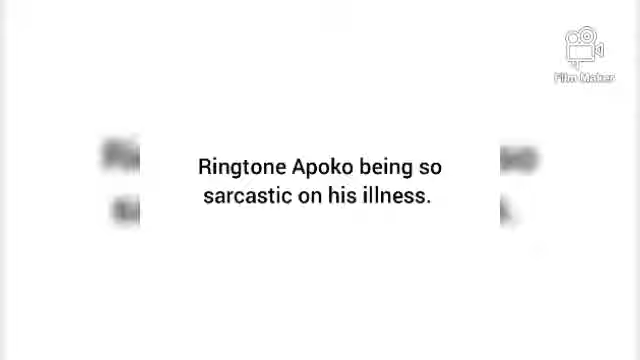 Film Maker
Ringtone Apoko being so
sarcastic on his illness.